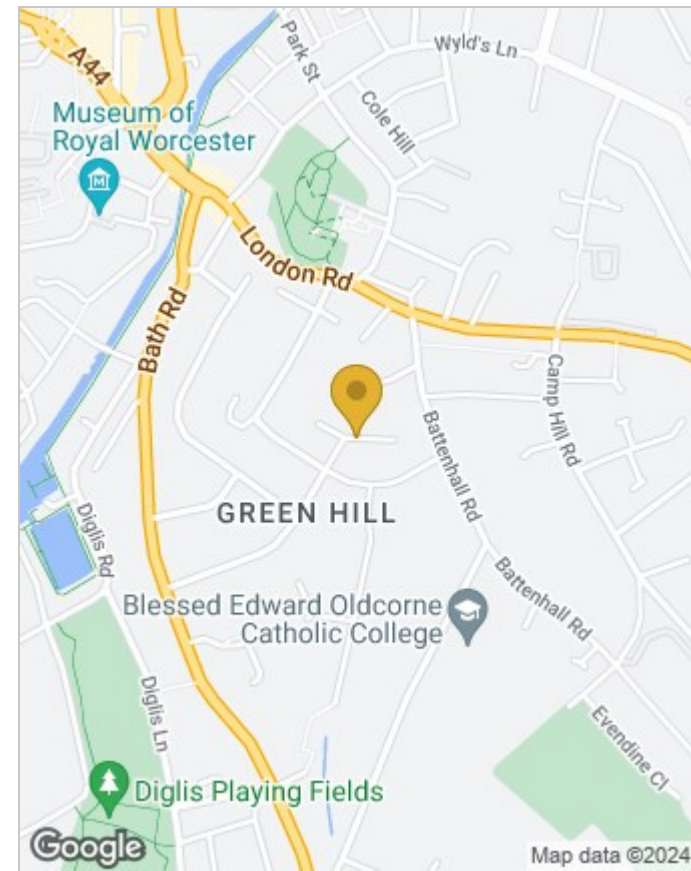 A44
Park St
Wyld's Ln
Museum of
Royal Worcester
Cole Hill
London Rd
Bath Rd
Camp Hill Rd
Battenhall Rd
GREEN HILL
Diglis Rd
Blessed Edward Oldcorne
Catholic College
Battenhall Rd
Diglis Ln
Evendine Cl
Diglis Playing Fields
Google
Map data ©2024